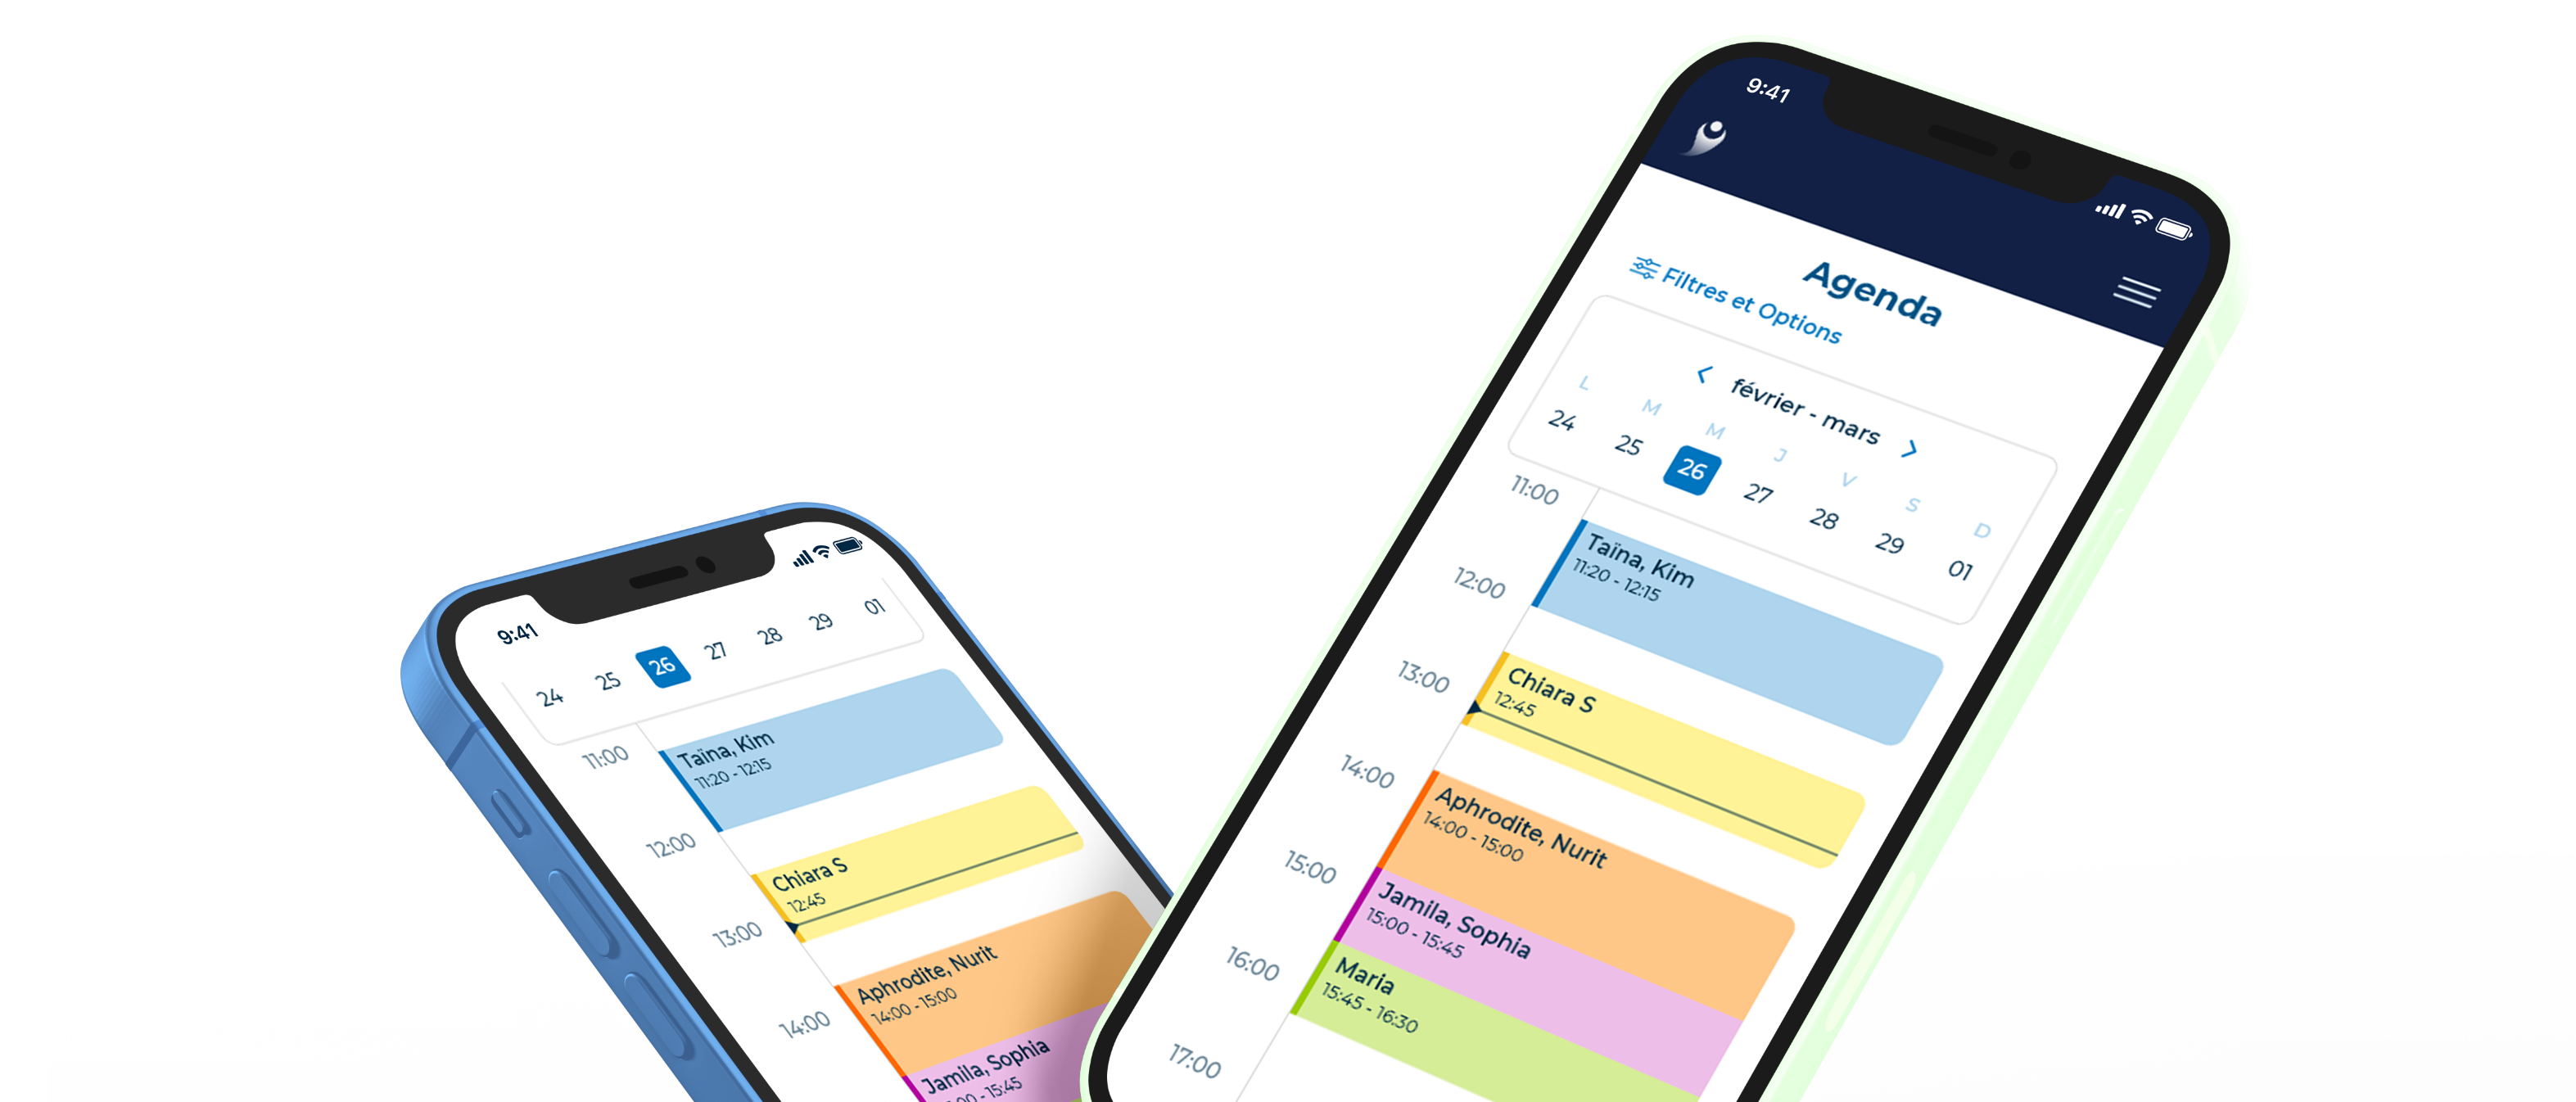 9:41
24 25 26 27 28 29 01
11:00
Taïna, Kim
11:20 - 12:15
12:00
Chiara S
12:45
13:00
Aphrodite, Nurit
14:00 - 15:00
14:00
Jamila, Sophia
:00 - 15:45
9:41
Agenda
Filtres et Options
février - mars
L M M J V S D
24 25 26 27 28 29 01
11:00
Taïna, Kim
11:20 - 12:15
12:00
Chiara S
12:45
13:00
14:00
Aphrodite, Nurit
14:00 - 15:00
15:00
Jamila, Sophia
15:00 - 15:45
16:00
Maria
15:45 - 16:30
17:00